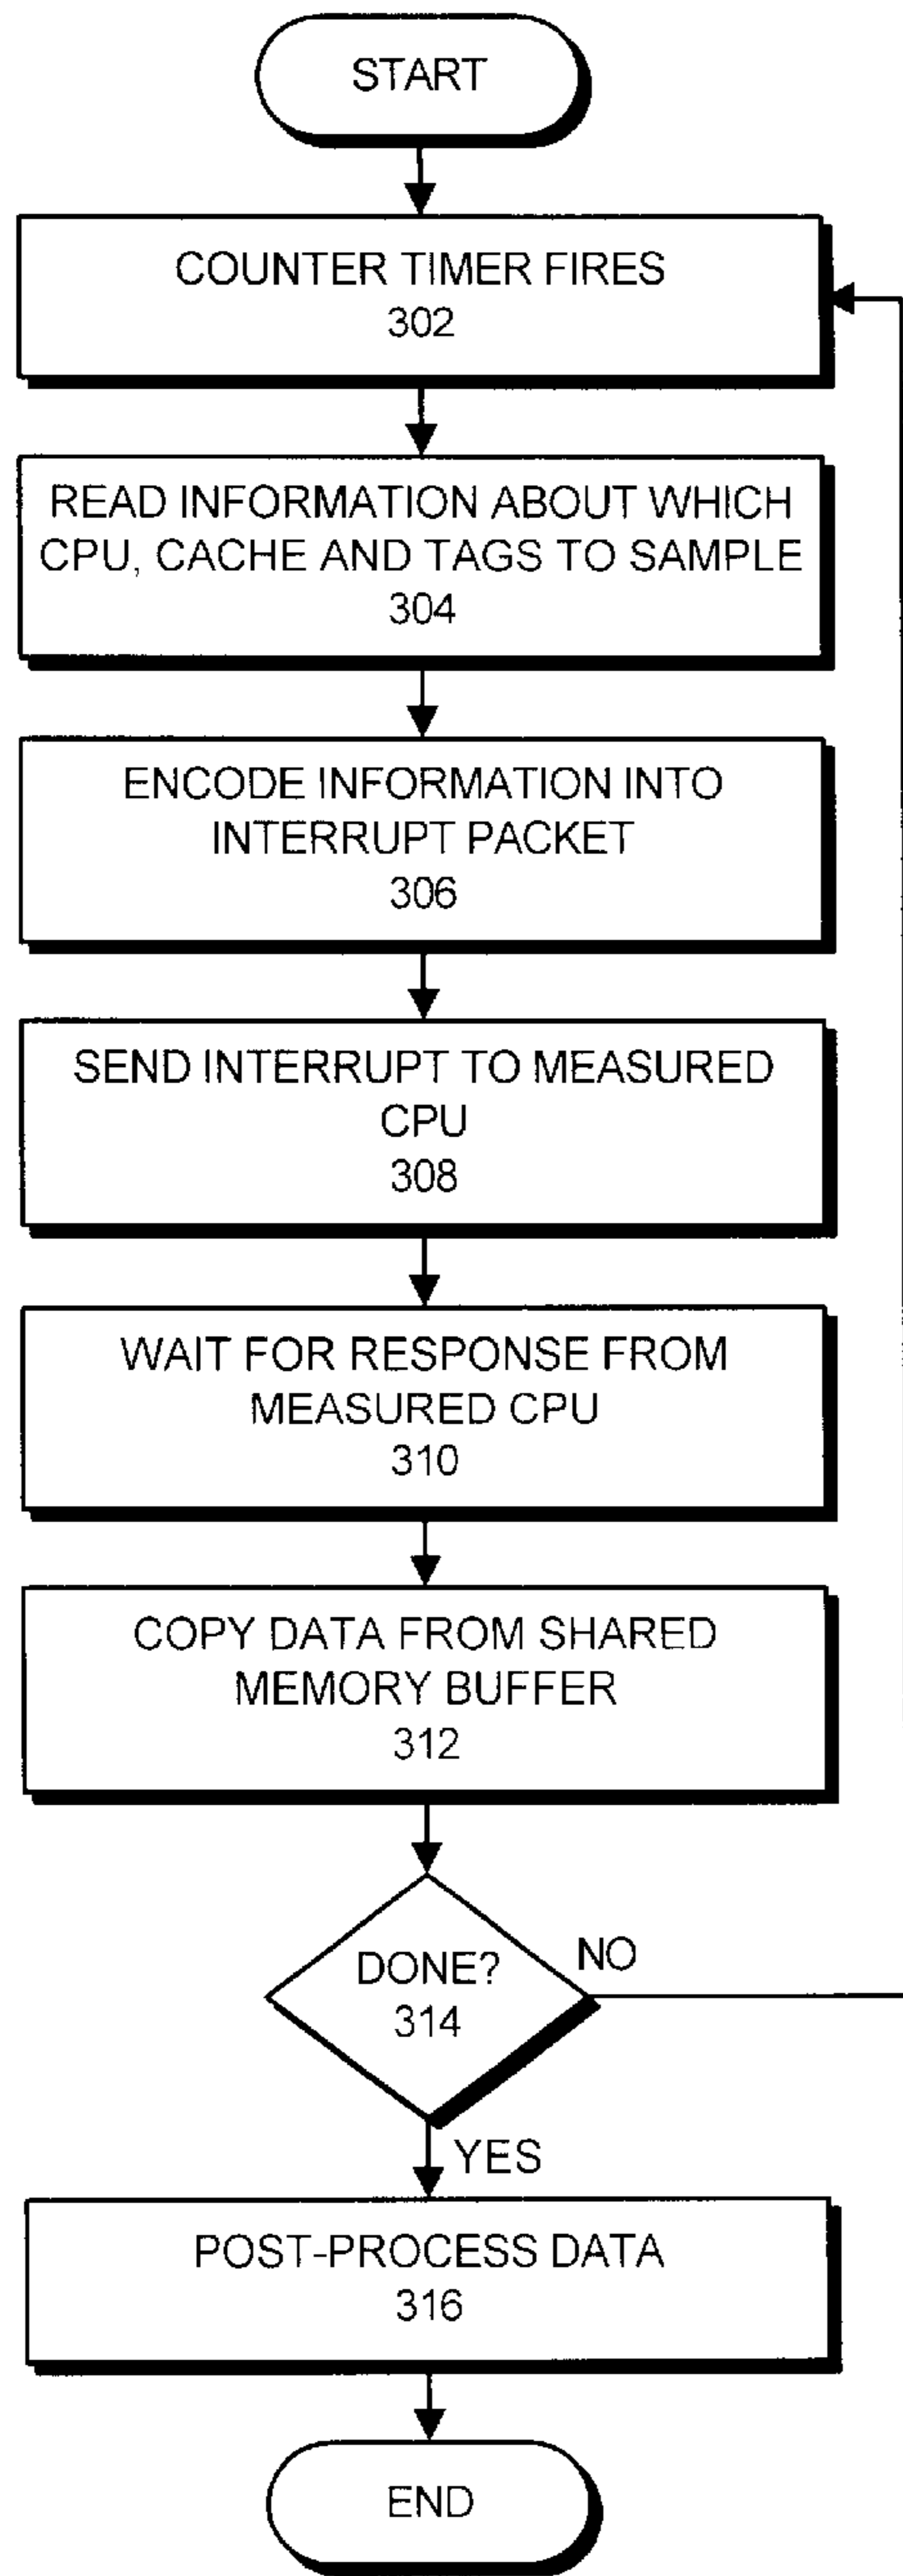 START
COUNTER TIMER FIRES
302
READ INFORMATION ABOUT WHICH
CPU, CACHE AND TAGS TO SAMPLE
304
ENCODE INFORMATION INTO
INTERRUPT PACKET
306
SEND INTERRUPT TO MEASURED
CPU
308
WAIT FOR RESPONSE FROM
MEASURED CPU
310
COPY DATA FROM SHARED
MEMORY BUFFER
312
DONE?
314
NO
YES
POST-PROCESS DATA
316
END